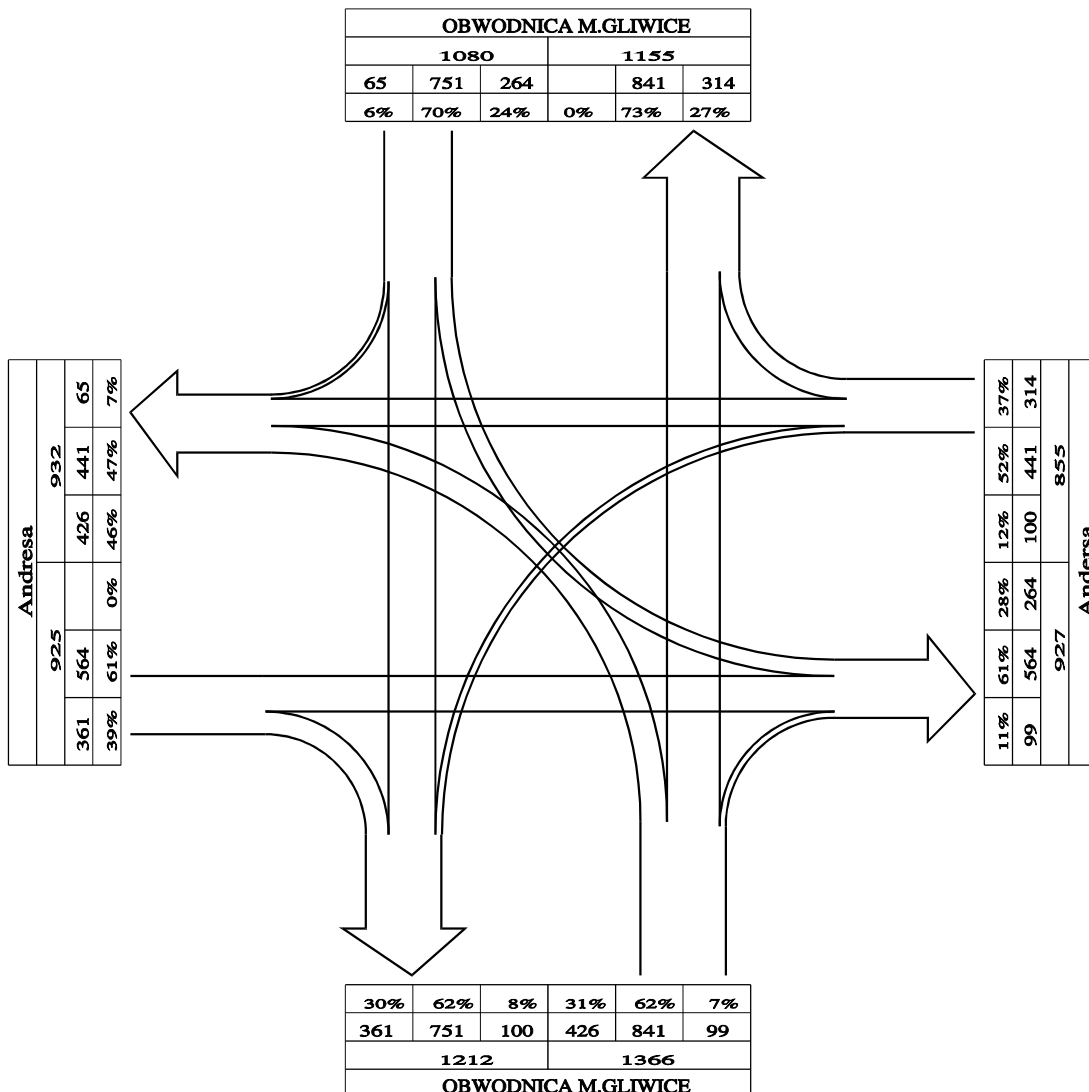 OBWODNICA M.GLIWICE
1080 1155
65 751 264 841 314
6% 70% 24% 0% 73% 27%
Andresa
932 925
65 441 426 564 361
7% 47% 46% 0% 61% 39%
37% 52% 12% 28% 61% 11%
314 441 100 264 564 99
855 927
Andersa
30% 62% 8% 31% 62% 7%
361 751 100 426 841 99
1212 1366
OBWODNICA M.GLIWICE